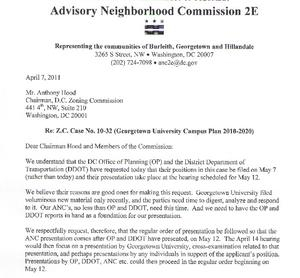 Advisory Neighborhood Commission 2E
Representing the communities of Burleith, Georgetown and Hillandale
3265 S Street, NW • Washington, DC 20007
(202) 724-7098 • anc2e@dc.gov
April 7, 2011
Mr. Anthony Hood
Chairman, D.C. Zoning Commission
441 4th, NW, Suite 210
Washington, DC 20001
Re: Z.C. Case No. 10-32 (Georgetown University Campus Plan 2010-2020)
Dear Chairman Hood and Members of the Commission:
We understand that the DC Office of Planning (OP) and the District Department of
Transportation (DDOT) have requested today that their positions in this case be filed on May 7
(rather than today) and their presentation take place at the hearing scheduled for May 12.
We believe their reasons are good ones for making this request. Georgetown University filed
voluminous new material only recently, and the parties need time to digest, analyze and respond
to it. Our ANC's, no less than OP and DDOT, need this time. And we need to have the OP and
DDOT reports in hand as a foundation for our presentation.
We respectfully request, therefore, that the regular order of presentation be followed so that the
ANC presentation comes after OP and DDOT have presented, on May 12. The April 14 hearing
would then focus on a presentation by Georgetown University, cross-examination related to that
presentation, and perhaps presentations by any individuals in support of the applicant's position.
Presentations by OP, DDOT, ANC etc. could then proceed in the regular order beginning on
May 12.